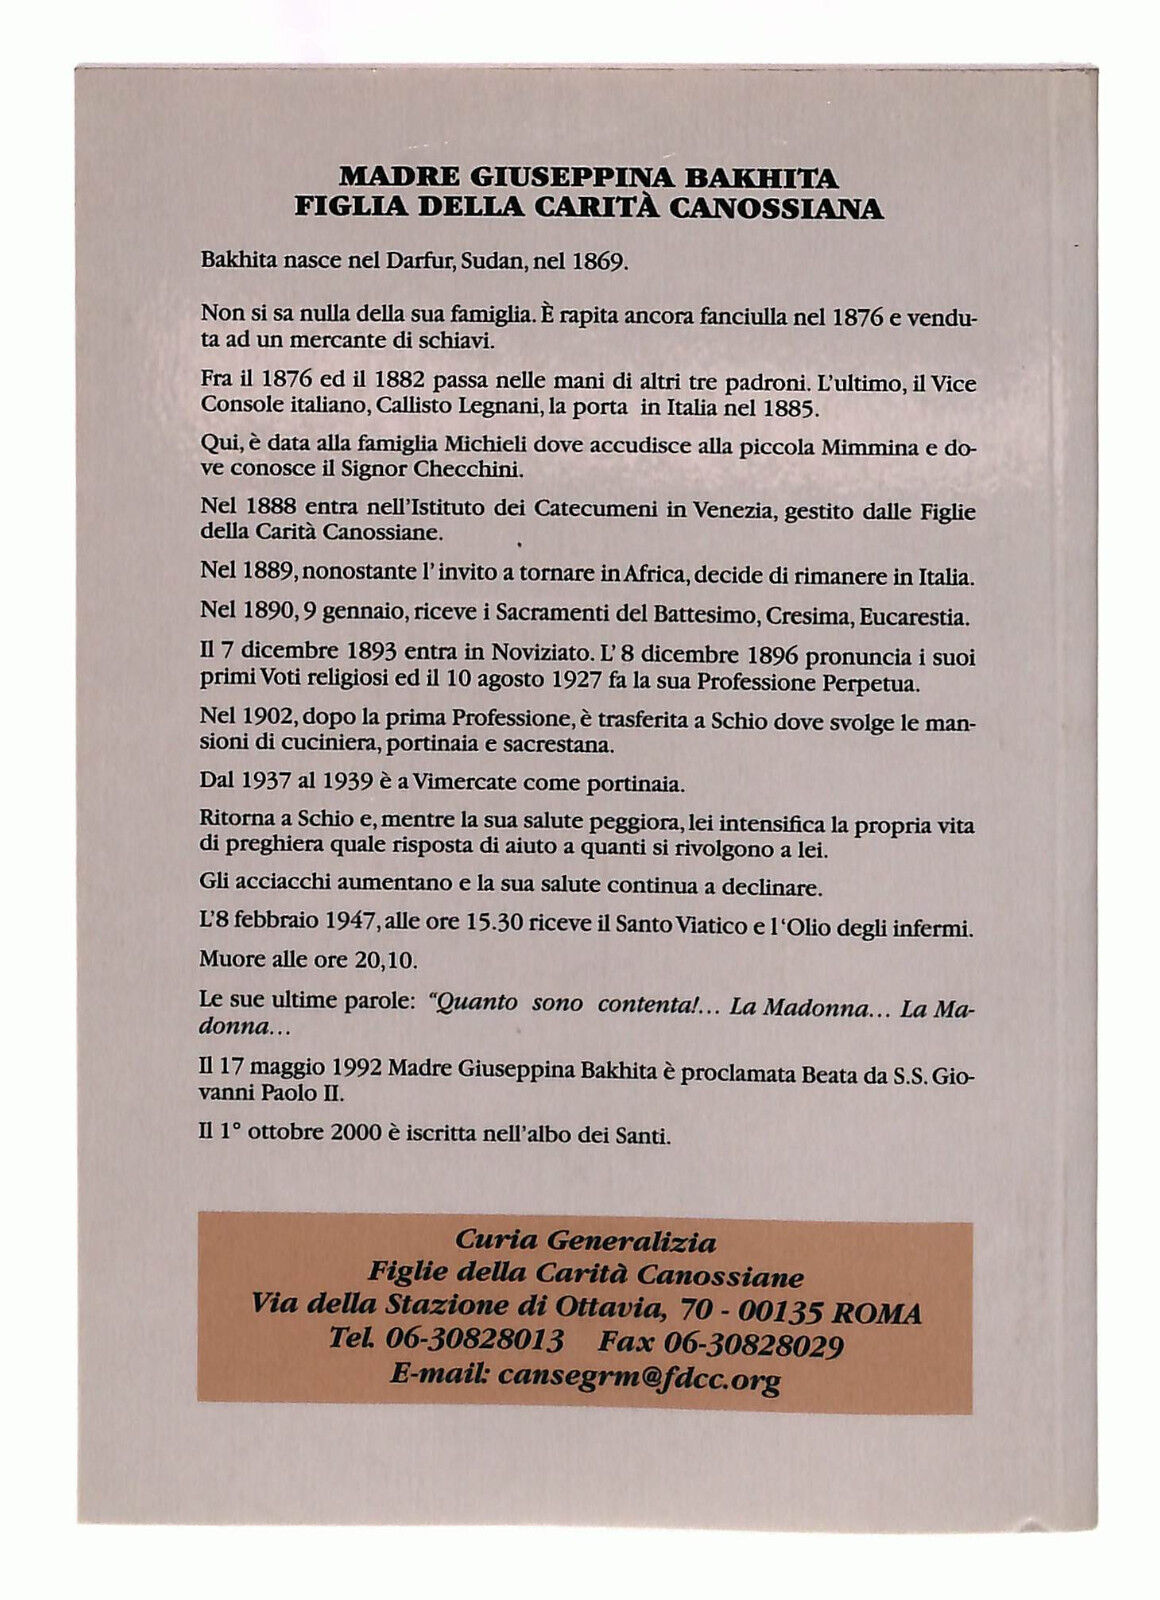 MADRE GIUSEPPINA BAKHITA
FIGLIA DELLA CARITÀ CANOSSIANA
Bakhita nasce nel Darfur, Sudan, nel 1869.
Non si sa nulla della sua famiglia. È rapita ancora fanciulla nel 1876 e vendu-
ta ad un mercante di schiavi.
Fra il 1876 ed il 1882 passa nelle mani di altri tre padroni. L'ultimo, il Vice
Console italiano, Callisto Legnani, la porta in Italia nel 1885.
Qui, è data alla famiglia Michieli dove accudisce alla piccola Mimmina e do-
ve conosce il Signor Checchini.
Nel 1888 entra nell'Istituto dei Catecumeni in Venezia, gestito dalle Figlie
della Carità Canossiane.
Nel 1889, nonostante l'invito a tornare in Africa, decide di rimanere in Italia.
Nel 1890, 9 gennaio, riceve i Sacramenti del Battesimo, Cresima, Eucarestia.
Il 7 dicembre 1893 entra in Noviziato. L'8 dicembre 1896 pronuncia i suoi
primi Voti religiosi ed il 10 agosto 1927 fa la sua Professione Perpetua.
Nel 1902, dopo la prima Professione, è trasferita a Schio dove svolge le man-
sioni di cuciniera, portinaia e sacrestana.
Dal 1937 al 1939 è a Vimercate come portinaia.
Ritorna a Schio e, mentre la sua salute peggiora, lei intensifica la propria vita
di preghiera quale risposta di aiuto a quanti si rivolgono a lei.
Gli acciacchi aumentano e la sua salute continua a declinare.
L'8 febbraio 1947, alle ore 15.30 riceve il Santo Viatico e l'Olio degli infermi.
Muore alle ore 20,10.
Le sue ultime parole: "Quanto sono contenta!... La Madonna... La Ma-
donna...
Il 17 maggio 1992 Madre Giuseppina Bakhita è proclamata Beata da S.S. Gio-
vanni Paolo II.
Il 1° ottobre 2000 è iscritta nell'albo dei Santi.
Curia Generalizia
Figlie della Carità Canossiane
Via della Stazione di Ottavia, 70 - 00135 ROMA
Tel. 06-30828013 Fax 06-30828029
E-mail: cansegrm@fdcc.org